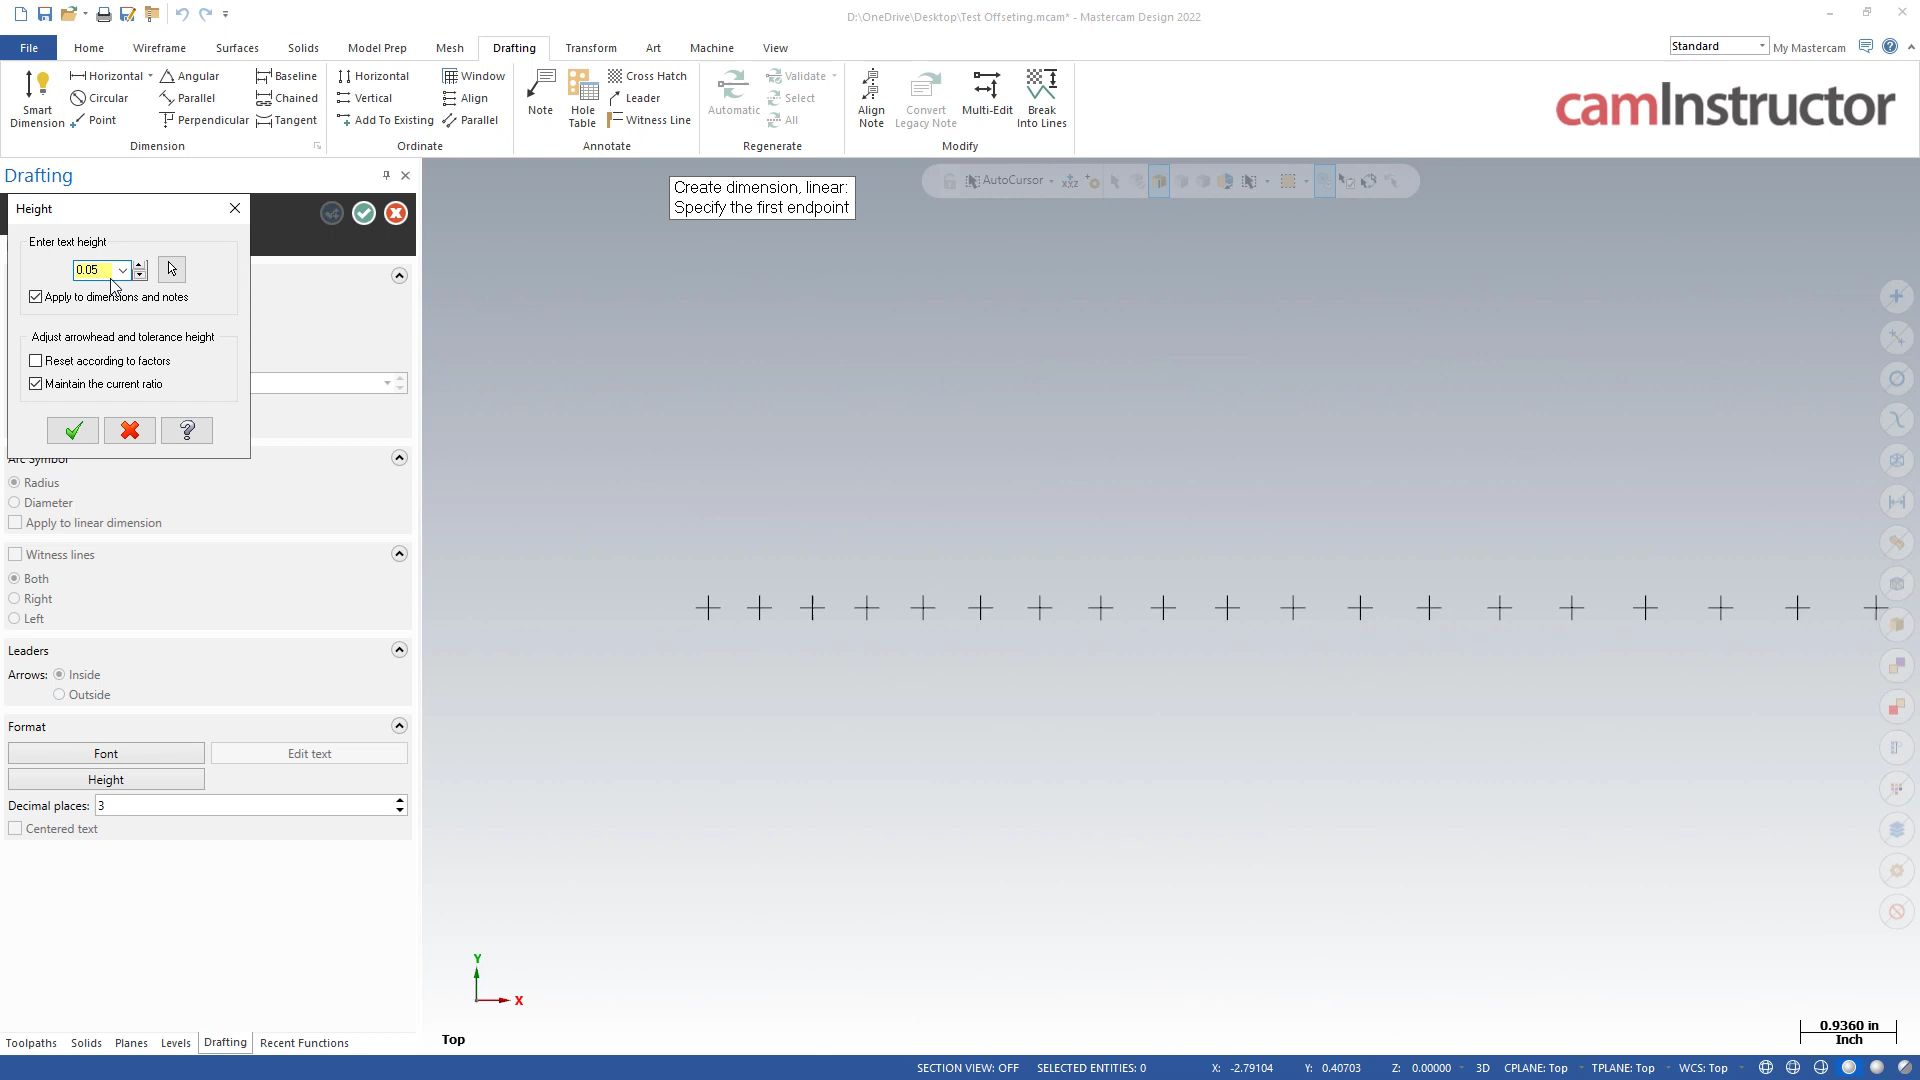 D:\OneDrive\Desktop\Test Offseting.mcam* - Mastercam Design 2022
File Home Wireframe Surfaces Solids Model Prep Mesh Drafting Transform Art Machine View
Standard My Mastercam
Smart Dimension
Horizontal Angular Baseline
Circular Parallel Chained
Point Perpendicular Tangent
Dimension
Horizontal Window
Vertical Align
Add To Existing Parallel
Ordinate
Note
Hole Table
Cross Hatch
Leader
Witness Line
Annotate
Automatic
Validate
Select
All
Regenerate
Align Note
Convert Legacy Note
Multi-Edit
Break Into Lines
Modify
camInstructor
Drafting
Height
Enter text height
0.05
Apply to dimensions and notes
Adjust arrowhead and tolerance height
Reset according to factors
Maintain the current ratio
Arc Symbol
Radius
Diameter
Apply to linear dimension
Witness lines
Both
Right
Left
Leaders
Arrows: Inside
Outside
Format
Font Edit text
Height
Decimal places: 3
Centered text
Create dimension, linear:
Specify the first endpoint
AutoCursor
Y
X
Top
0.9360 in
Inch
Toolpaths Solids Planes Levels Drafting Recent Functions
SECTION VIEW: OFF SELECTED ENTITIES: 0 X: -2.79104 Y: 0.40703 Z: 0.00000 3D CPLANE: Top TPLANE: Top WCS: Top